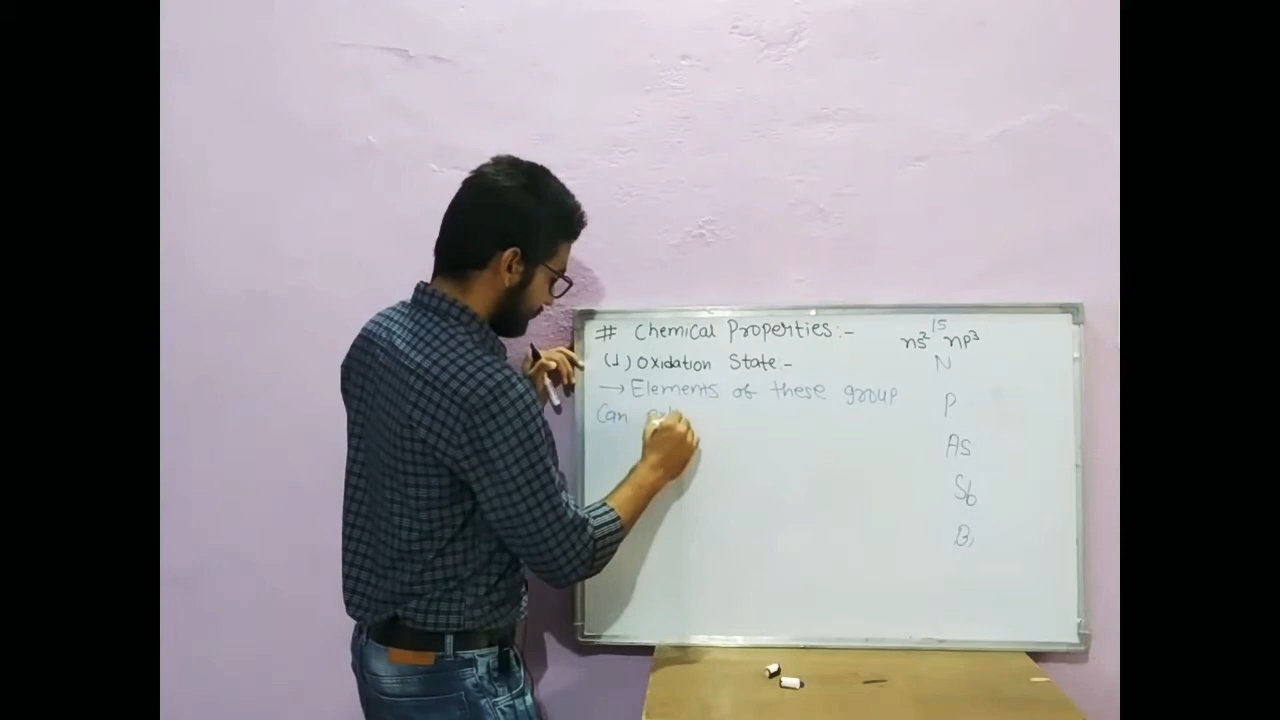 # Chemical Properties:-
(1) Oxidation State -
→ Elements of these group
Can
15
ns² np³
N
P
As
Sb
Bi